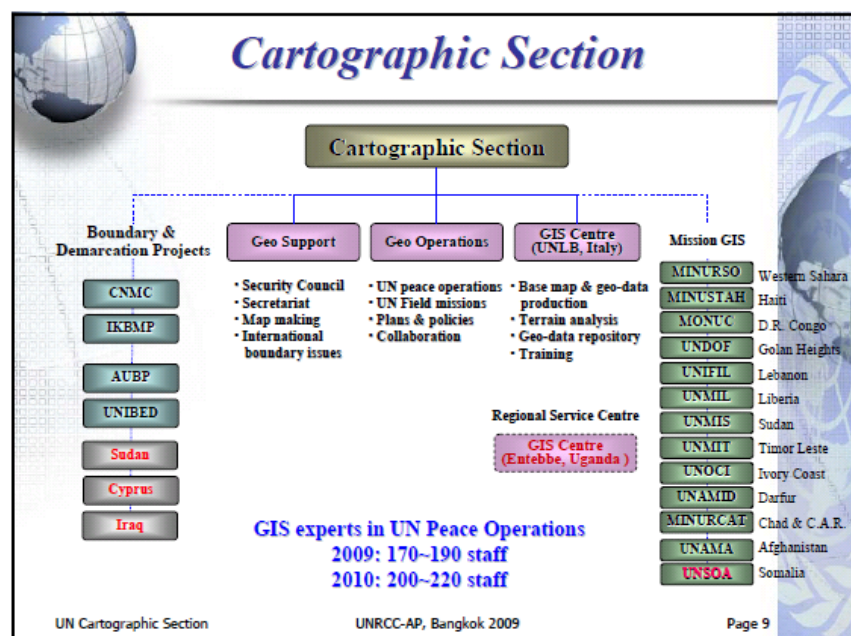 Cartographic Section
Cartographic Section
Boundary &
Demarcation Projects
CNMC
IKBMP
AUBP
UNIBED
Sudan
Cyprus
Iraq
Geo Support
• Security Council
• Secretariat
• Map making
• International
boundary issues
Geo Operations
• UN peace operations
• UN Field missions
• Plans & policies
• Collaboration
GIS Centre
(UNLB, Italy)
• Base map & geo-data
production
• Terrain analysis
• Geo-data repository
• Training
Regional Service Centre
GIS Centre
(Entebbe, Uganda )
Mission GIS
MINURSO Western Sahara
MINUSTAH Haiti
MONUC D.R. Congo
UNDOF Golan Heights
UNIFIL Lebanon
UNMIL Liberia
UNMIS Sudan
UNMIT Timor Leste
UNOCI Ivory Coast
UNAMID Darfur
MINURCAT Chad & C.A.R.
UNAMA Afghanistan
UNSOA Somalia
GIS experts in UN Peace Operations
2009: 170~190 staff
2010: 200~220 staff
UN Cartographic Section UNRCC-AP, Bangkok 2009 Page 9